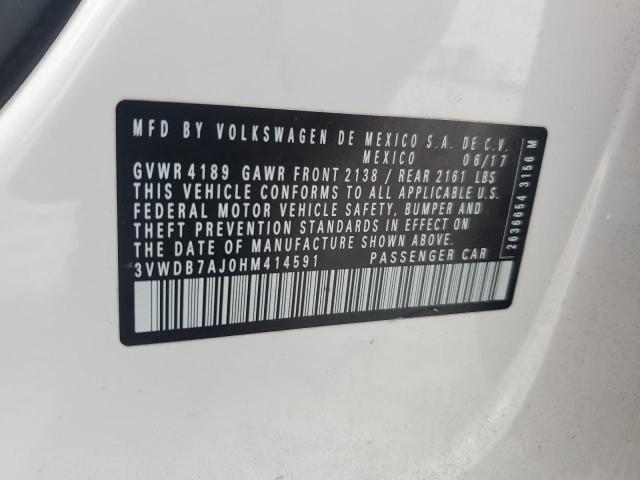 MFD BY VOLKSWAGEN DE MEXICO S.A. DE C.V.
MEXICO 06/17
GVWR 4189 GAWR FRONT 2138 / REAR 2161 LBS
THIS VEHICLE CONFORMS TO ALL APPLICABLE U.S.
FEDERAL MOTOR VEHICLE SAFETY, BUMPER AND
THEFT PREVENTION STANDARDS IN EFFECT ON
THE DATE OF MANUFACTURE SHOWN ABOVE.
3VWDB7AJ0HM414591 PASSENGER CAR
2636654 3156 M